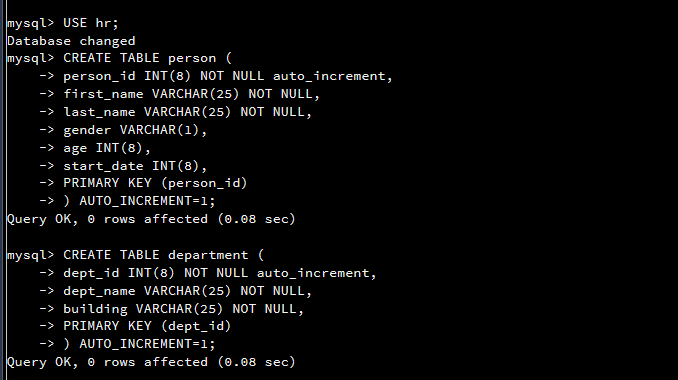 mysql> USE hr;
Database changed
mysql> CREATE TABLE person (
    -> person_id INT(8) NOT NULL auto_increment,
    -> first_name VARCHAR(25) NOT NULL,
    -> last_name VARCHAR(25) NOT NULL,
    -> gender VARCHAR(1),
    -> age INT(8),
    -> start_date INT(8),
    -> PRIMARY KEY (person_id)
    -> ) AUTO_INCREMENT=1;
Query OK, 0 rows affected (0.08 sec)

mysql> CREATE TABLE department (
    -> dept_id INT(8) NOT NULL auto_increment,
    -> dept_name VARCHAR(25) NOT NULL,
    -> building VARCHAR(25) NOT NULL,
    -> PRIMARY KEY (dept_id)
    -> ) AUTO_INCREMENT=1;
Query OK, 0 rows affected (0.08 sec)